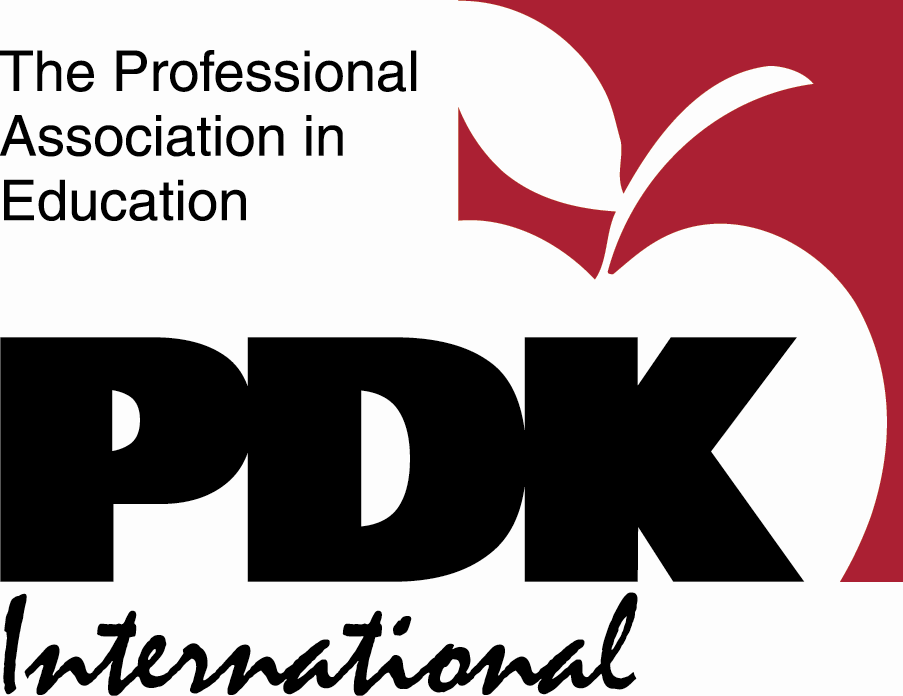 The Professional
Association in
Education
PDK
International